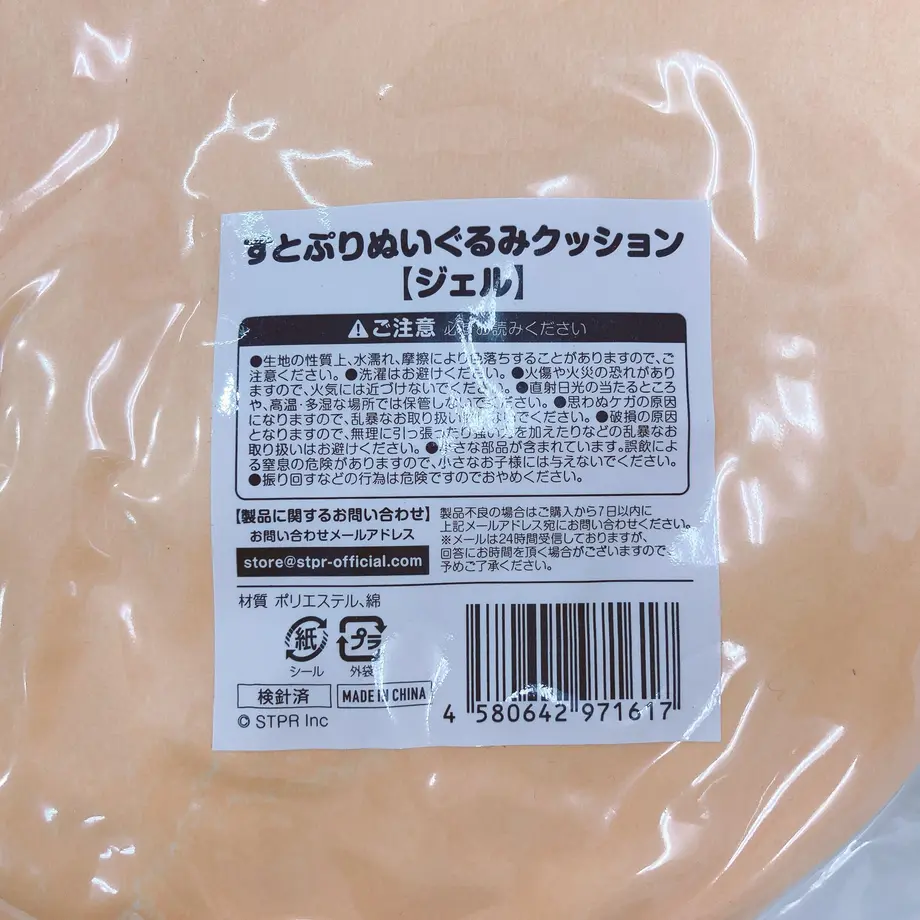 すとぷりぬいぐるみクッション
【ジェル】
ご注意 必ずお読みください
●生地の性質上、水濡れ、摩擦により色落ちすることがありますので、ご
注意ください。●洗濯はお避けください。●火傷や火災の恐れがあり
ますので、火気には近づけないでください。●直射日光の当たるところ
や、高温・多湿な場所では保管しないでください。●思わぬケガの原因
になりますので、乱暴なお取り扱いはしないでください。●破損の原因
となりますので、無理に引っ張ったり強い力を加えたりなどの乱暴なお
取り扱いはお避けください。●小さな部品が含まれています。誤飲によ
る窒息の危険がありますので、小さなお子様には与えないでください。
●振り回すなどの行為は危険ですのでおやめください。
【製品に関するお問い合わせ】
お問い合わせメールアドレス
store@stpr-official.com
製品不良の場合はご購入から7日以内に
上記メールアドレス宛にお問い合わせください。
※メールは24時間受信しておりますが、
回答にお時間を頂く場合がございますので、
予めご了承ください。
材質 ポリエステル、綿
紙
シール
プラ
外袋
検針済
MADE IN CHINA
© STPR Inc
4 580642 971617